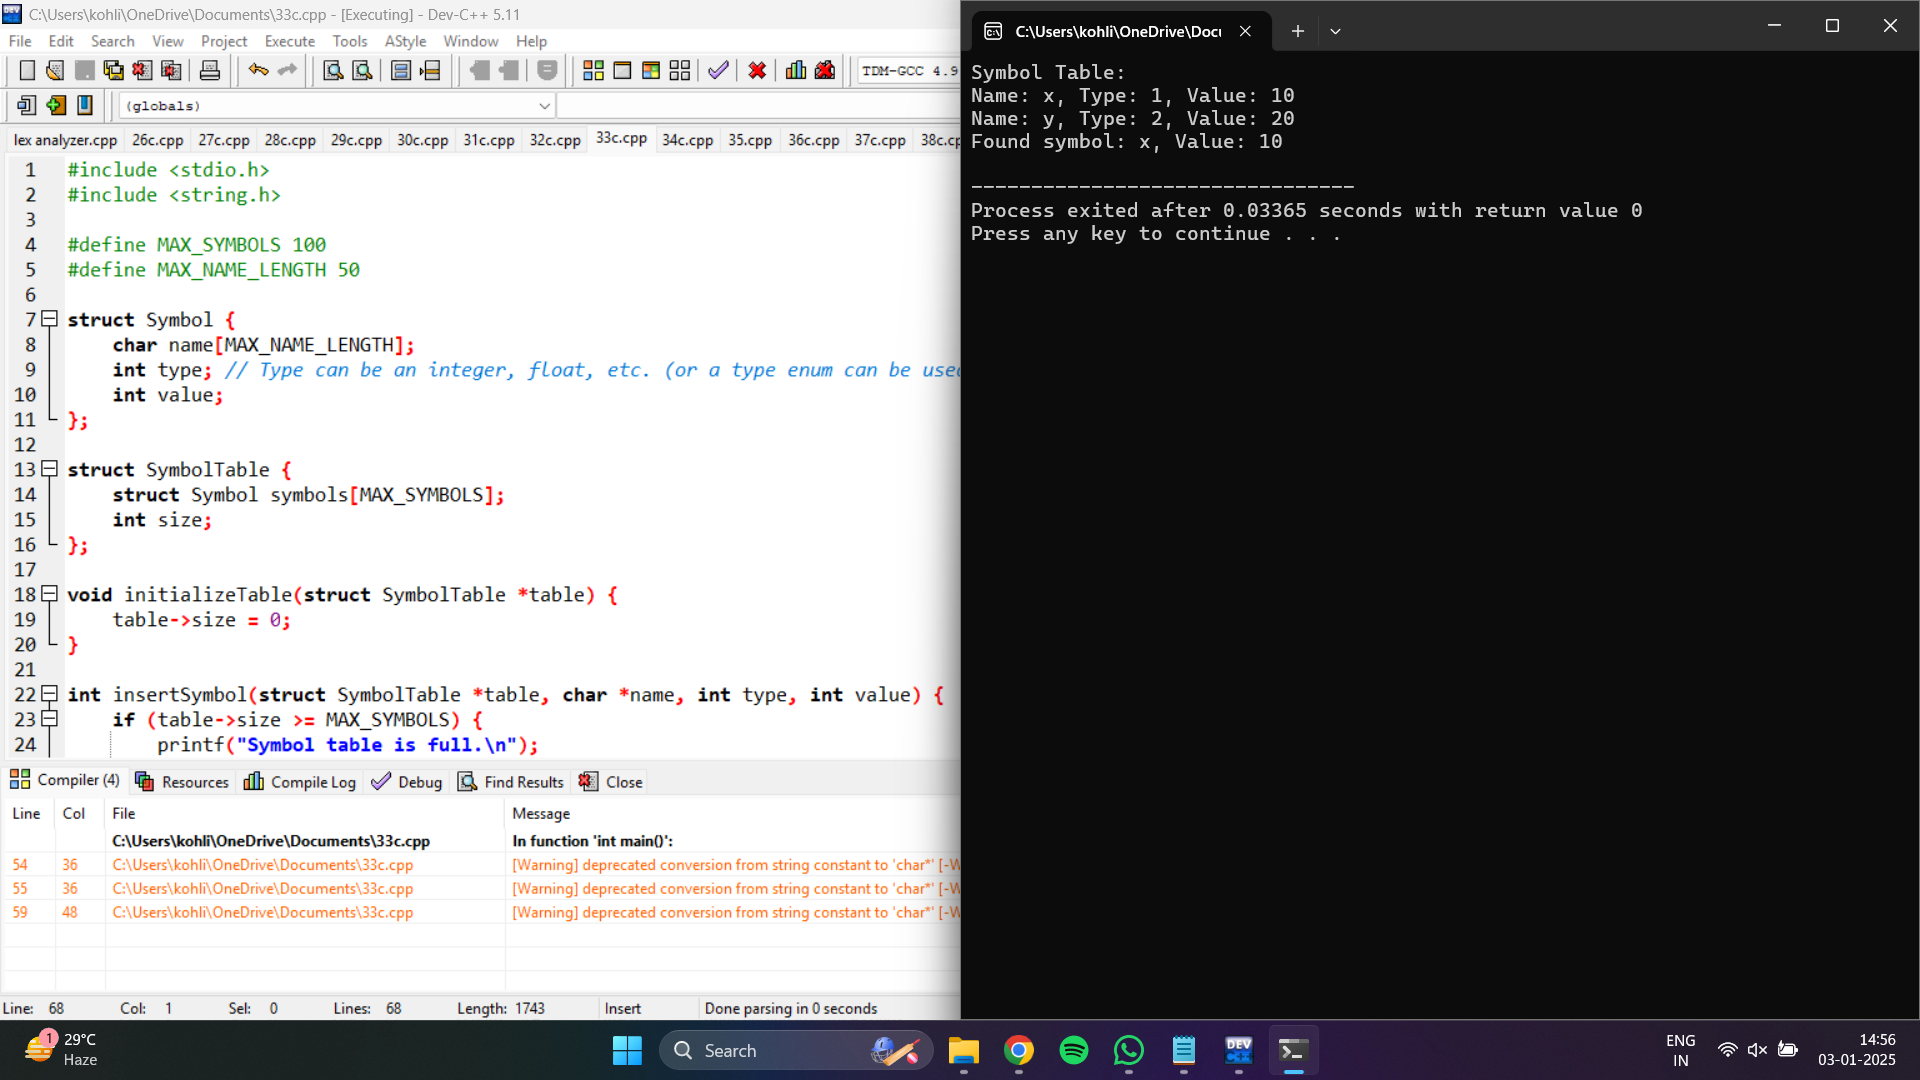 C:\Users\kohli\OneDrive\Documents\33c.cpp - [Executing] - Dev-C++ 5.11
File Edit Search View Project Execute Tools AStyle Window Help
TDM-GCC 4.9
(globals)
lex analyzer.cpp 26c.cpp 27c.cpp 28c.cpp 29c.cpp 30c.cpp 31c.cpp 32c.cpp 33c.cpp 34c.cpp 35.cpp 36c.cpp 37c.cpp 38c.cp
1 #include <stdio.h>
2 #include <string.h>
3
4 #define MAX_SYMBOLS 100
5 #define MAX_NAME_LENGTH 50
6
7 struct Symbol {
8 char name[MAX_NAME_LENGTH];
9 int type; // Type can be an integer, float, etc. (or a type enum can be used
10 int value;
11 };
12
13 struct SymbolTable {
14 struct Symbol symbols[MAX_SYMBOLS];
15 int size;
16 };
17
18 void initializeTable(struct SymbolTable *table) {
19 table->size = 0;
20 }
21
22 int insertSymbol(struct SymbolTable *table, char *name, int type, int value) {
23 if (table->size >= MAX_SYMBOLS) {
24 printf("Symbol table is full.\n");
Compiler (4) Resources Compile Log Debug Find Results Close
Line Col File Message
C:\Users\kohli\OneDrive\Documents\33c.cpp In function 'int main()':
54 36 C:\Users\kohli\OneDrive\Documents\33c.cpp [Warning] deprecated conversion from string constant to 'char*' [-W
55 36 C:\Users\kohli\OneDrive\Documents\33c.cpp [Warning] deprecated conversion from string constant to 'char*' [-W
59 48 C:\Users\kohli\OneDrive\Documents\33c.cpp [Warning] deprecated conversion from string constant to 'char*' [-W
Line: 68 Col: 1 Sel: 0 Lines: 68 Length: 1743 Insert Done parsing in 0 seconds
C:\Users\kohli\OneDrive\Docu
Symbol Table:
Name: x, Type: 1, Value: 10
Name: y, Type: 2, Value: 20
Found symbol: x, Value: 10
--------------------------------
Process exited after 0.03365 seconds with return value 0
Press any key to continue . . .
1
29°C
Haze
Search
DEV C++
ENG
IN
14:56
03-01-2025